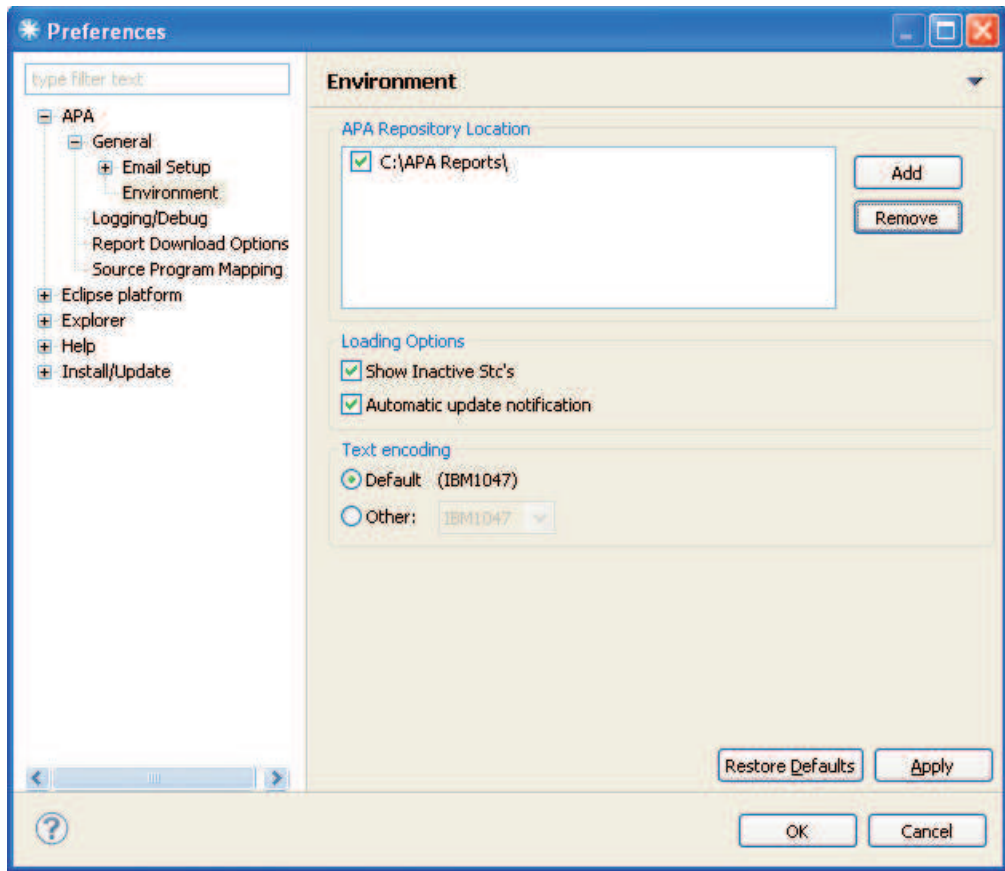 Preferences
type filter text
APA
General
Email Setup
Environment
Logging/Debug
Report Download Options
Source Program Mapping
Eclipse platform
Explorer
Help
Install/Update
Environment
APA Repository Location
C:\APA Reports\
Add
Remove
Loading Options
Show Inactive Stc's
Automatic update notification
Text encoding
Default (IBM1047)
Other: IBM1047
Restore Defaults
Apply
?
OK
Cancel